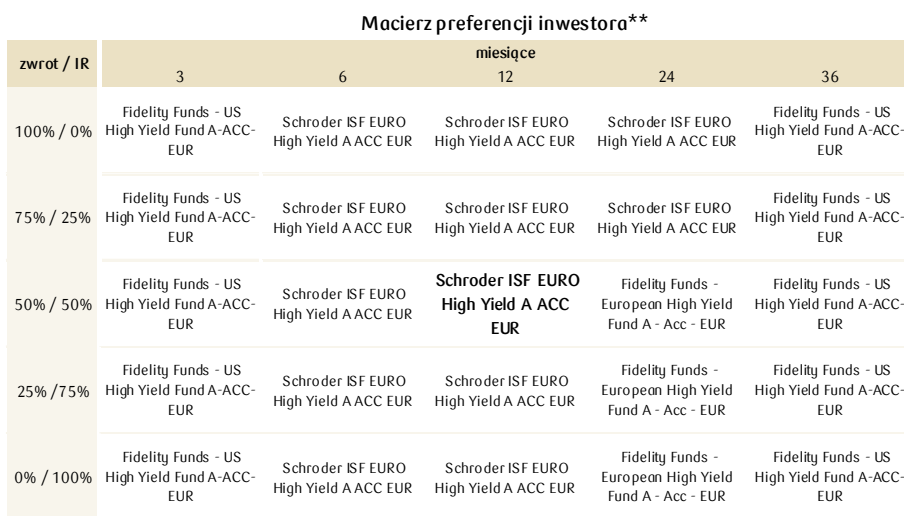 Macierz preferencji inwestora**
zwrot / IR
miesiące
3 6 12 24 36
100% / 0%
Fidelity Funds - US
High Yield Fund A-ACC-
EUR
Schroder ISF EURO
High Yield A ACC EUR
Schroder ISF EURO
High Yield A ACC EUR
Schroder ISF EURO
High Yield A ACC EUR
Fidelity Funds - US
High Yield Fund A-ACC-
EUR
75% / 25%
Fidelity Funds - US
High Yield Fund A-ACC-
EUR
Schroder ISF EURO
High Yield A ACC EUR
Schroder ISF EURO
High Yield A ACC EUR
Schroder ISF EURO
High Yield A ACC EUR
Fidelity Funds - US
High Yield Fund A-ACC-
EUR
50% / 50%
Fidelity Funds - US
High Yield Fund A-ACC-
EUR
Schroder ISF EURO
High Yield A ACC EUR
Schroder ISF EURO
High Yield A ACC
EUR
Fidelity Funds -
European High Yield
Fund A - Acc - EUR
Fidelity Funds - US
High Yield Fund A-ACC-
EUR
25% /75%
Fidelity Funds - US
High Yield Fund A-ACC-
EUR
Schroder ISF EURO
High Yield A ACC EUR
Schroder ISF EURO
High Yield A ACC EUR
Fidelity Funds -
European High Yield
Fund A - Acc - EUR
Fidelity Funds - US
High Yield Fund A-ACC-
EUR
0% / 100%
Fidelity Funds - US
High Yield Fund A-ACC-
EUR
Schroder ISF EURO
High Yield A ACC EUR
Schroder ISF EURO
High Yield A ACC EUR
Fidelity Funds -
European High Yield
Fund A - Acc - EUR
Fidelity Funds - US
High Yield Fund A-ACC-
EUR